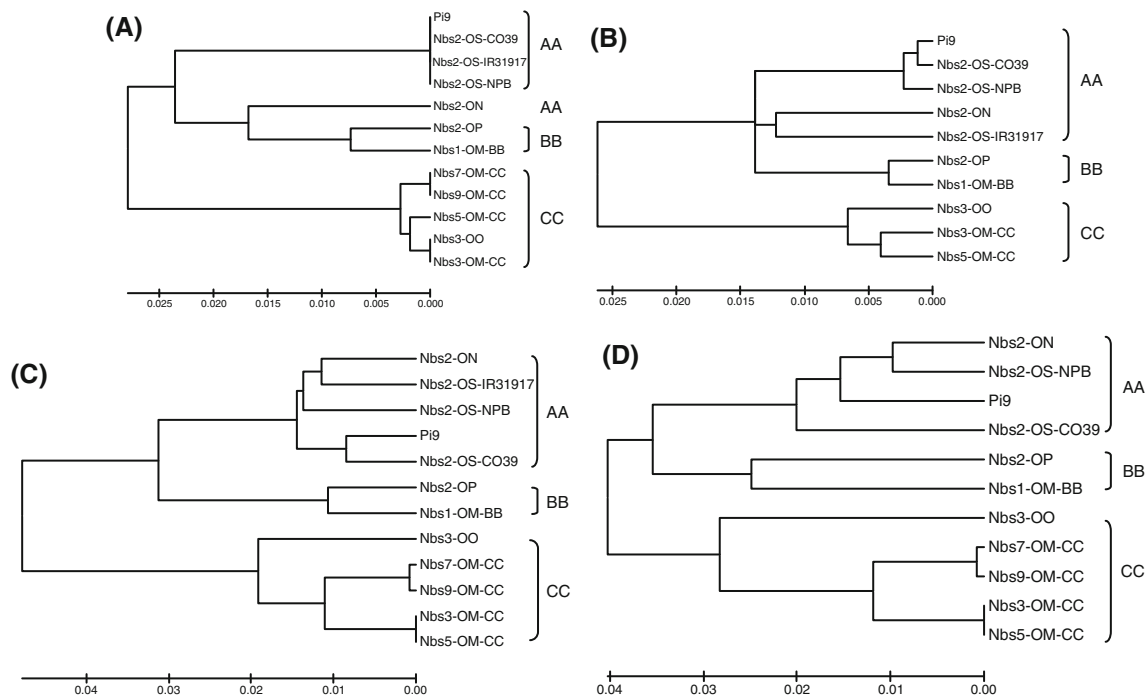 (A)
Pi9
Nbs2-OS-CO39
Nbs2-OS-IR31917
Nbs2-OS-NPB
AA
Nbs2-ON
AA
Nbs2-OP
Nbs1-OM-BB
BB
Nbs7-OM-CC
Nbs9-OM-CC
Nbs5-OM-CC
Nbs3-OO
Nbs3-OM-CC
CC
0.025 0.020 0.015 0.010 0.005 0.000
(B)
Pi9
Nbs2-OS-CO39
Nbs2-OS-NPB
Nbs2-ON
Nbs2-OS-IR31917
AA
Nbs2-OP
Nbs1-OM-BB
BB
Nbs3-OO
Nbs3-OM-CC
Nbs5-OM-CC
CC
0.025 0.020 0.015 0.010 0.005 0.000
(C)
Nbs2-ON
Nbs2-OS-IR31917
Nbs2-OS-NPB
Pi9
Nbs2-OS-CO39
AA
Nbs2-OP
Nbs1-OM-BB
BB
Nbs3-OO
Nbs7-OM-CC
Nbs9-OM-CC
Nbs3-OM-CC
Nbs5-OM-CC
CC
0.04 0.03 0.02 0.01 0.00
(D)
Nbs2-ON
Nbs2-OS-NPB
Pi9
Nbs2-OS-CO39
AA
Nbs2-OP
Nbs1-OM-BB
BB
Nbs3-OO
Nbs7-OM-CC
Nbs9-OM-CC
Nbs3-OM-CC
Nbs5-OM-CC
CC
0.04 0.03 0.02 0.01 0.00